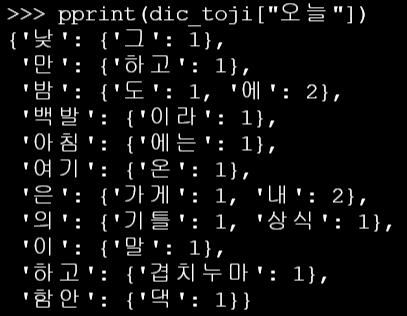 >>> pprint(dic_toji["오늘"])
{'낮': {'그': 1},
 '만': {'하고': 1},
 '밤': {'도': 1, '에': 2},
 '백발': {'이라': 1},
 '아침': {'에는': 1},
 '여기': {'온': 1},
 '은': {'가게': 1, '내': 2},
 '의': {'기틀': 1, '상식': 1},
 '이': {'말': 1},
 '하고': {'겹치누마': 1},
 '함안': {'댁': 1}}